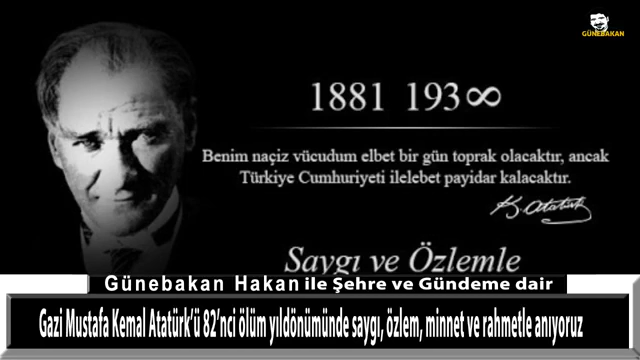 GÜNEBAKAN
1881 193∞
Benim naçiz vücudum elbet bir gün toprak olacaktır, ancak
Türkiye Cumhuriyeti ilelebet payidar kalacaktır.
K. Atatürk
Saygı ve Özlemle
Günebakan Hakan ile Şehre ve Gündeme dair
Gazi Mustafa Kemal Atatürk'ü 82'nci ölüm yıldönümünde saygı, özlem, minnet ve rahmetle anıyoruz